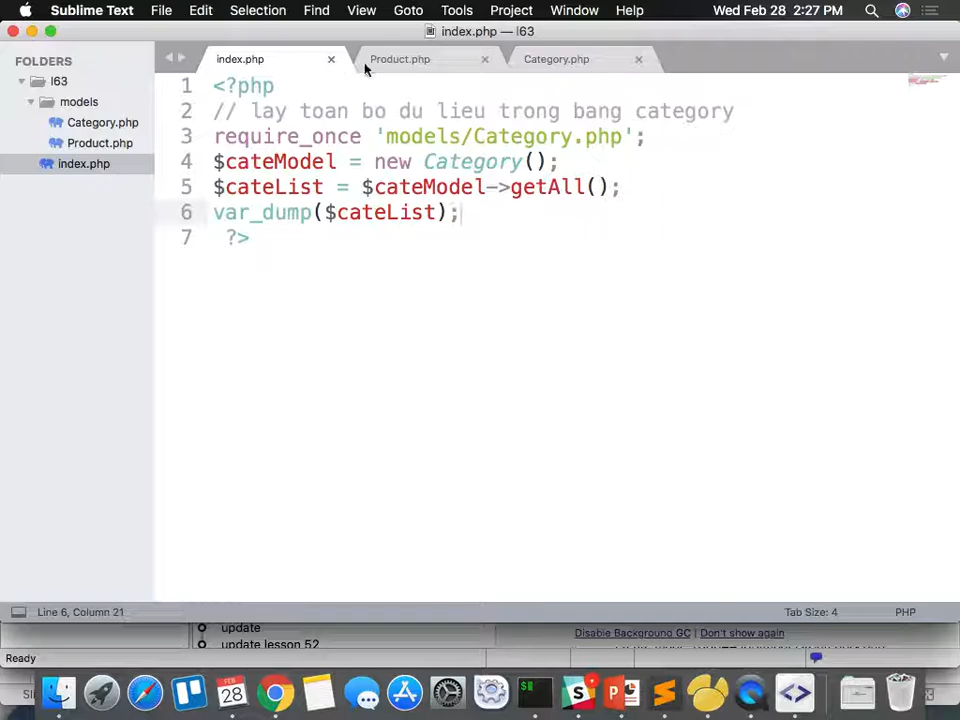 Sublime Text File Edit Selection Find View Goto Tools Project Window Help Wed Feb 28 2:27 PM
index.php — l63
FOLDERS
l63
models
Category.php
Product.php
index.php
index.php Product.php Category.php
1 <?php
2 // lay toan bo du lieu trong bang category
3 require_once 'models/Category.php';
4 $cateModel = new Category();
5 $cateList = $cateModel->getAll();
6 var_dump($cateList);
7 ?>
Line 6, Column 21 Tab Size: 4 PHP
update
update lesson 52
Disable Background GC | Don't show again
Ready
FEB
28
$